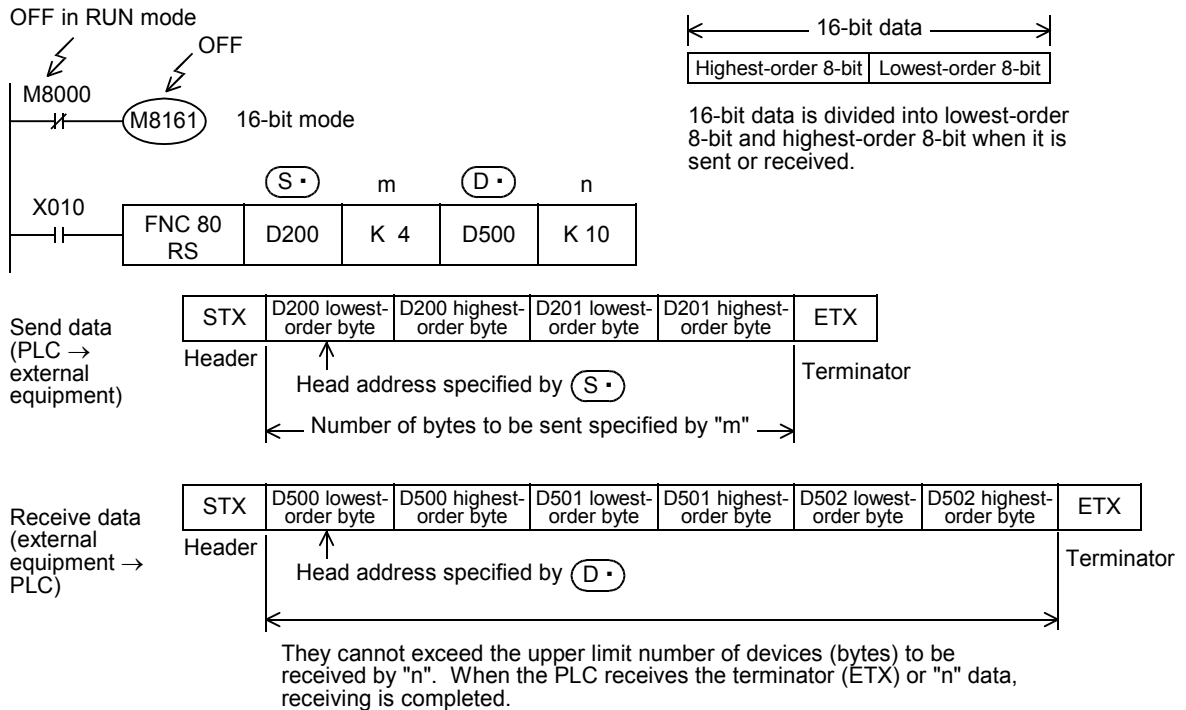 OFF in RUN mode
OFF
M8000
M8161
16-bit mode
16-bit data
Highest-order 8-bit
Lowest-order 8-bit
16-bit data is divided into lowest-order
8-bit and highest-order 8-bit when it is
sent or received.
S・
m
D・
n
X010
FNC 80
RS
D200
K 4
D500
K 10
Send data
(PLC →
external
equipment)
STX
D200 lowest-
order byte
D200 highest-
order byte
D201 lowest-
order byte
D201 highest-
order byte
ETX
Header
Terminator
Head address specified by S・
Number of bytes to be sent specified by "m"
Receive data
(external
equipment →
PLC)
STX
D500 lowest-
order byte
D500 highest-
order byte
D501 lowest-
order byte
D501 highest-
order byte
D502 lowest-
order byte
D502 highest-
order byte
ETX
Header
Terminator
Head address specified by D・
They cannot exceed the upper limit number of devices (bytes) to be
received by "n". When the PLC receives the terminator (ETX) or "n" data,
receiving is completed.